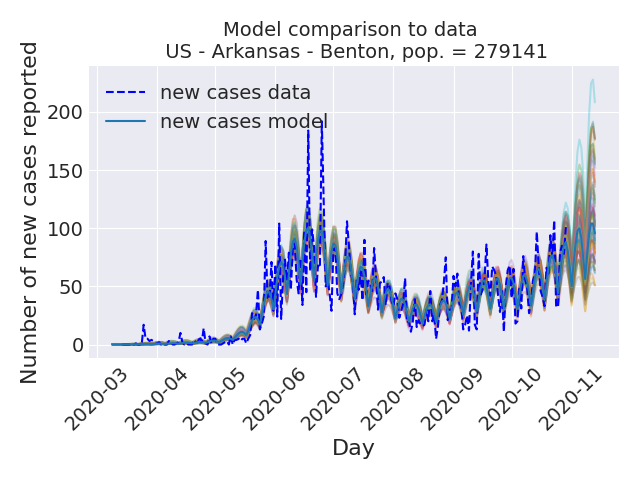 Model comparison to data
US - Arkansas - Benton, pop. = 279141
Number of new cases reported
200
150
100
50
0
new cases data
new cases model
2020-03
2020-04
2020-05
2020-06
2020-07
2020-08
2020-09
2020-10
2020-11
Day